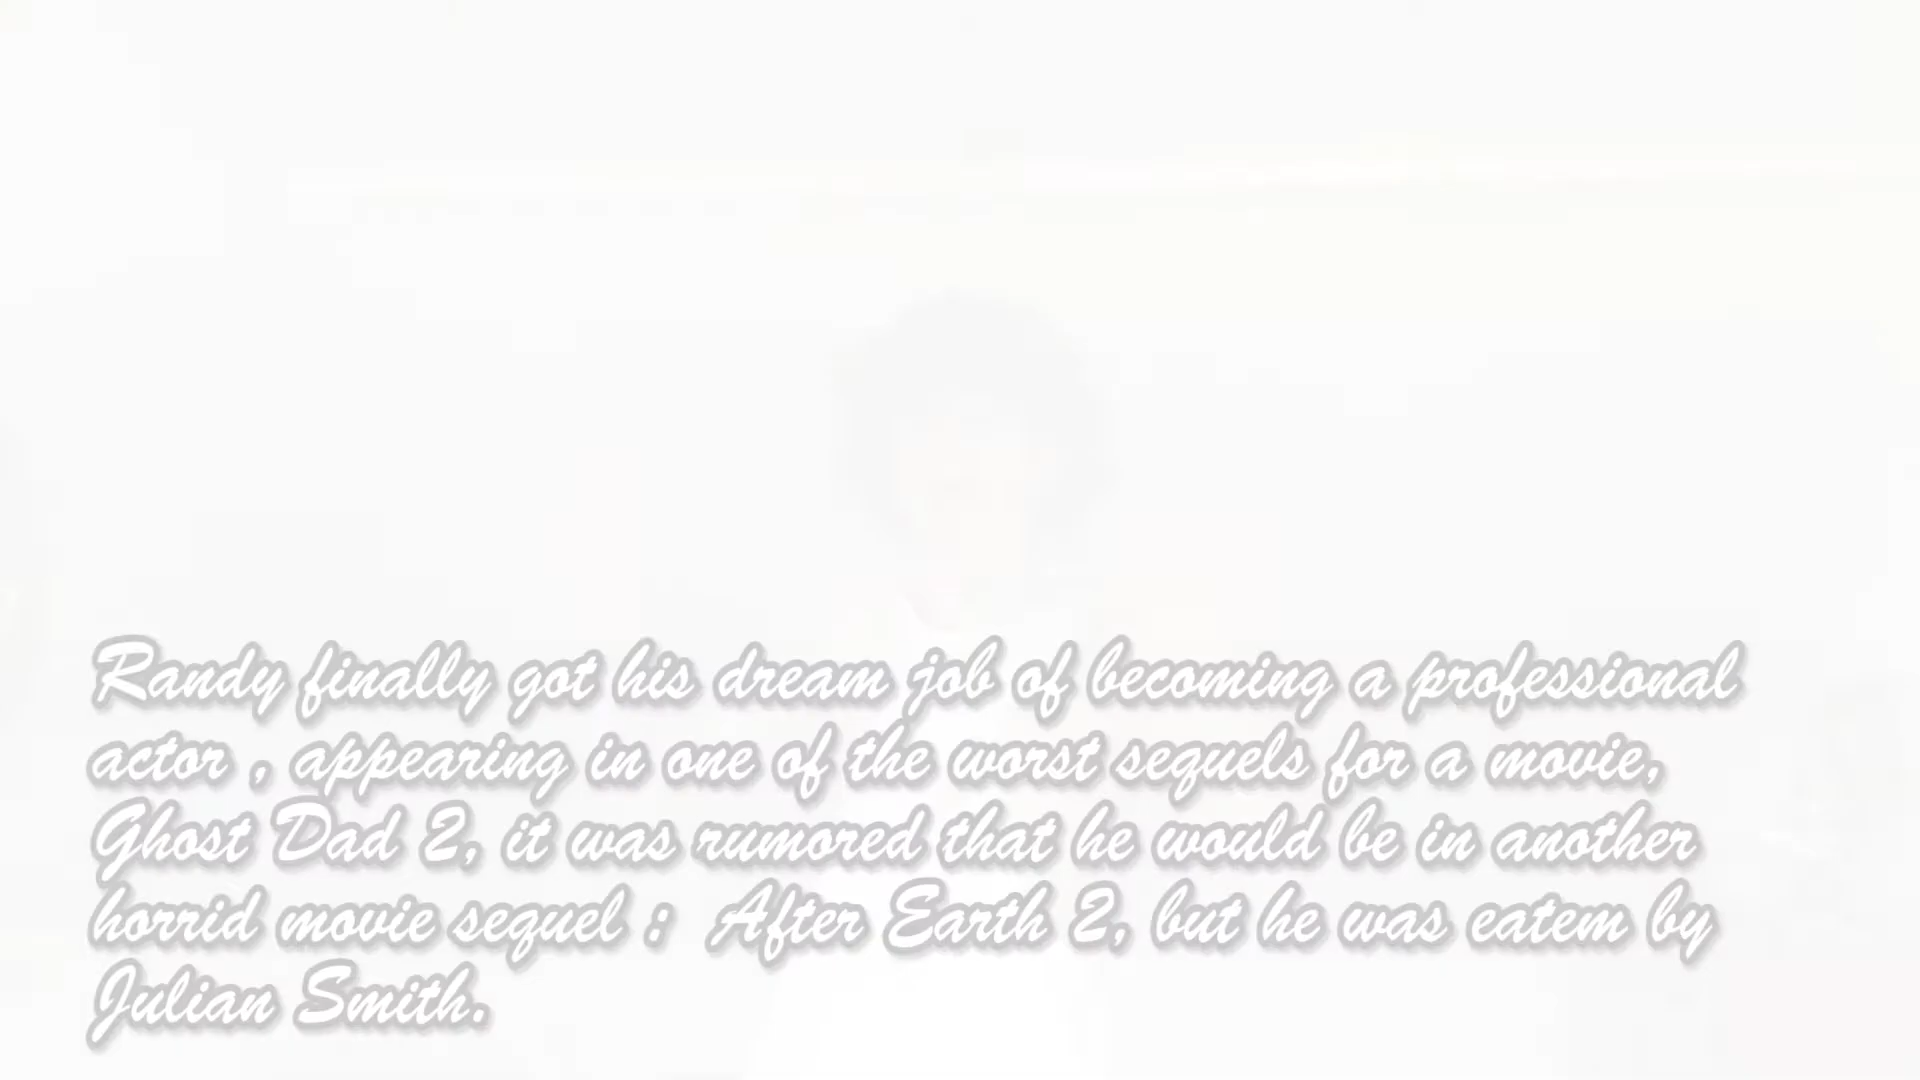 Randy finally got his dream job of becoming a professional
actor , appearing in one of the worst sequels for a movie,
Ghost Dad 2, it was rumored that he would be in another
horrid movie sequel :  After Earth 2, but he was eatem by
Julian Smith.